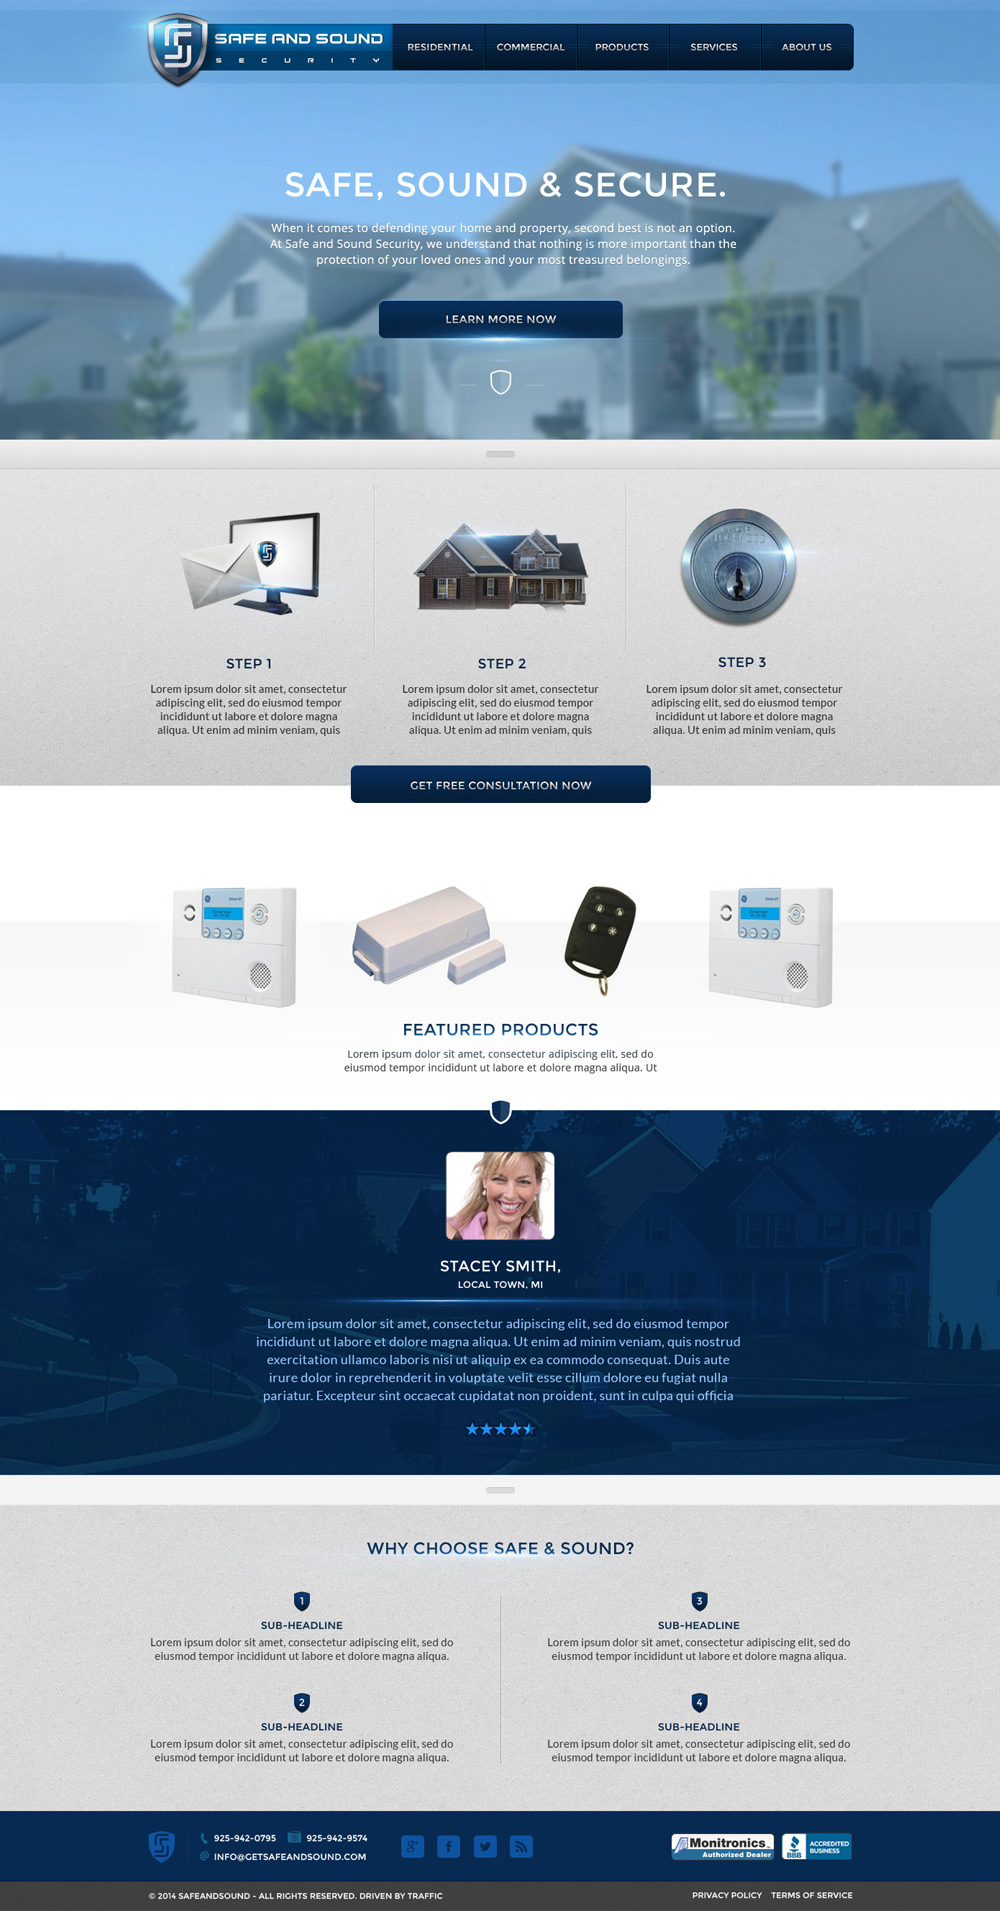 SAFE AND SOUND
SECURITY
RESIDENTIAL
COMMERCIAL
PRODUCTS
SERVICES
ABOUT US
SAFE, SOUND & SECURE.
When it comes to defending your home and property, second best is not an option.
At Safe and Sound Security, we understand that nothing is more important than the
protection of your loved ones and your most treasured belongings.
LEARN MORE NOW
STEP 1
Lorem ipsum dolor sit amet, consectetur
adipiscing elit, sed do eiusmod tempor
incididunt ut labore et dolore magna
aliqua. Ut enim ad minim veniam, quis
STEP 2
Lorem ipsum dolor sit amet, consectetur
adipiscing elit, sed do eiusmod tempor
incididunt ut labore et dolore magna
aliqua. Ut enim ad minim veniam, quis
STEP 3
Lorem ipsum dolor sit amet, consectetur
adipiscing elit, sed do eiusmod tempor
incididunt ut labore et dolore magna
aliqua. Ut enim ad minim veniam, quis
GET FREE CONSULTATION NOW
FEATURED PRODUCTS
Lorem ipsum dolor sit amet, consectetur adipiscing elit, sed do
eiusmod tempor incididunt ut labore et dolore magna aliqua. Ut
STACEY SMITH,
LOCAL TOWN, MI
Lorem ipsum dolor sit amet, consectetur adipiscing elit, sed do eiusmod tempor
incididunt ut labore et dolore magna aliqua. Ut enim ad minim veniam, quis nostrud
exercitation ullamco laboris nisi ut aliquip ex ea commodo consequat. Duis aute
irure dolor in reprehenderit in voluptate velit esse cillum dolore eu fugiat nulla
pariatur. Excepteur sint occaecat cupidatat non proident, sunt in culpa qui officia
WHY CHOOSE SAFE & SOUND?
1
SUB-HEADLINE
Lorem ipsum dolor sit amet, consectetur adipiscing elit, sed do
eiusmod tempor incididunt ut labore et dolore magna aliqua.
2
SUB-HEADLINE
Lorem ipsum dolor sit amet, consectetur adipiscing elit, sed do
eiusmod tempor incididunt ut labore et dolore magna aliqua.
3
SUB-HEADLINE
Lorem ipsum dolor sit amet, consectetur adipiscing elit, sed do
eiusmod tempor incididunt ut labore et dolore magna aliqua.
4
SUB-HEADLINE
Lorem ipsum dolor sit amet, consectetur adipiscing elit, sed do
eiusmod tempor incididunt ut labore et dolore magna aliqua.
925-942-0795
925-942-9574
INFO@GETSAFEANDSOUND.COM
Monitronics
Authorized Dealer
BBB
ACCREDITED
BUSINESS
© 2014 SAFEANDSOUND - ALL RIGHTS RESERVED. DRIVEN BY TRAFFIC
PRIVACY POLICY
TERMS OF SERVICE